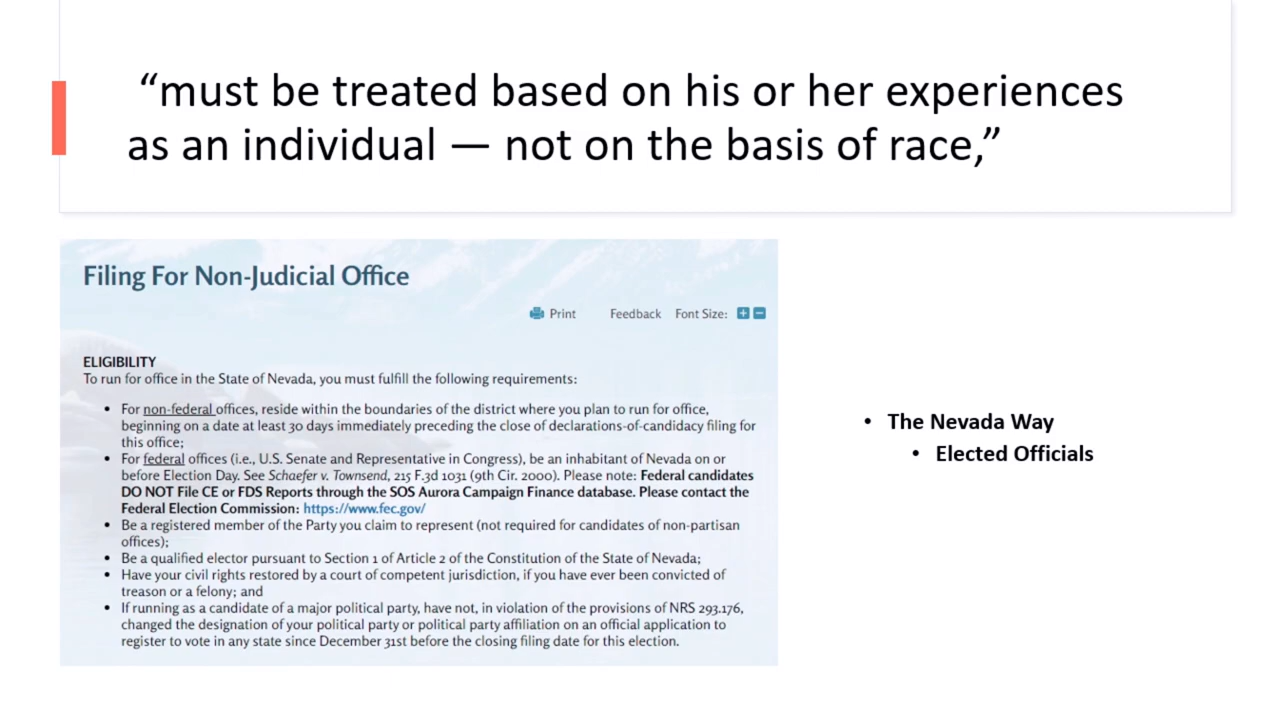 “must be treated based on his or her experiences
as an individual — not on the basis of race,”
Filing For Non-Judicial Office
Print Feedback Font Size: + −
ELIGIBILITY
To run for office in the State of Nevada, you must fulfill the following requirements:
• For non-federal offices, reside within the boundaries of the district where you plan to run for office,
beginning on a date at least 30 days immediately preceding the close of declarations-of-candidacy filing for
this office;
• For federal offices (i.e., U.S. Senate and Representative in Congress), be an inhabitant of Nevada on or
before Election Day. See Schaefer v. Townsend, 215 F.3d 1031 (9th Cir. 2000). Please note: Federal candidates
DO NOT File CE or FDS Reports through the SOS Aurora Campaign Finance database. Please contact the
Federal Election Commission: https://www.fec.gov/
• Be a registered member of the Party you claim to represent (not required for candidates of non-partisan
offices);
• Be a qualified elector pursuant to Section 1 of Article 2 of the Constitution of the State of Nevada;
• Have your civil rights restored by a court of competent jurisdiction, if you have ever been convicted of
treason or a felony; and
• If running as a candidate of a major political party, have not, in violation of the provisions of NRS 293.176,
changed the designation of your political party or political party affiliation on an official application to
register to vote in any state since December 31st before the closing filing date for this election.
• The Nevada Way
• Elected Officials